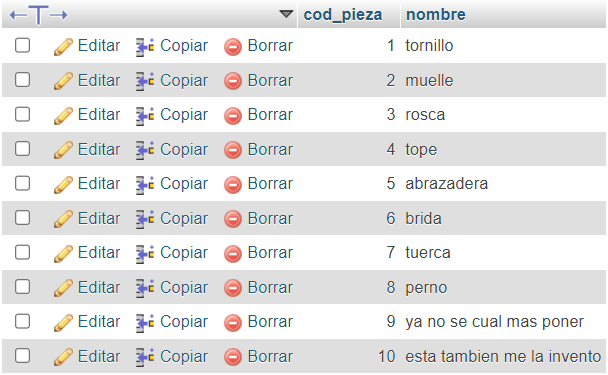 cod_pieza nombre
Editar Copiar Borrar 1 tornillo
Editar Copiar Borrar 2 muelle
Editar Copiar Borrar 3 rosca
Editar Copiar Borrar 4 tope
Editar Copiar Borrar 5 abrazadera
Editar Copiar Borrar 6 brida
Editar Copiar Borrar 7 tuerca
Editar Copiar Borrar 8 perno
Editar Copiar Borrar 9 ya no se cual mas poner
Editar Copiar Borrar 10 esta tambien me la invento